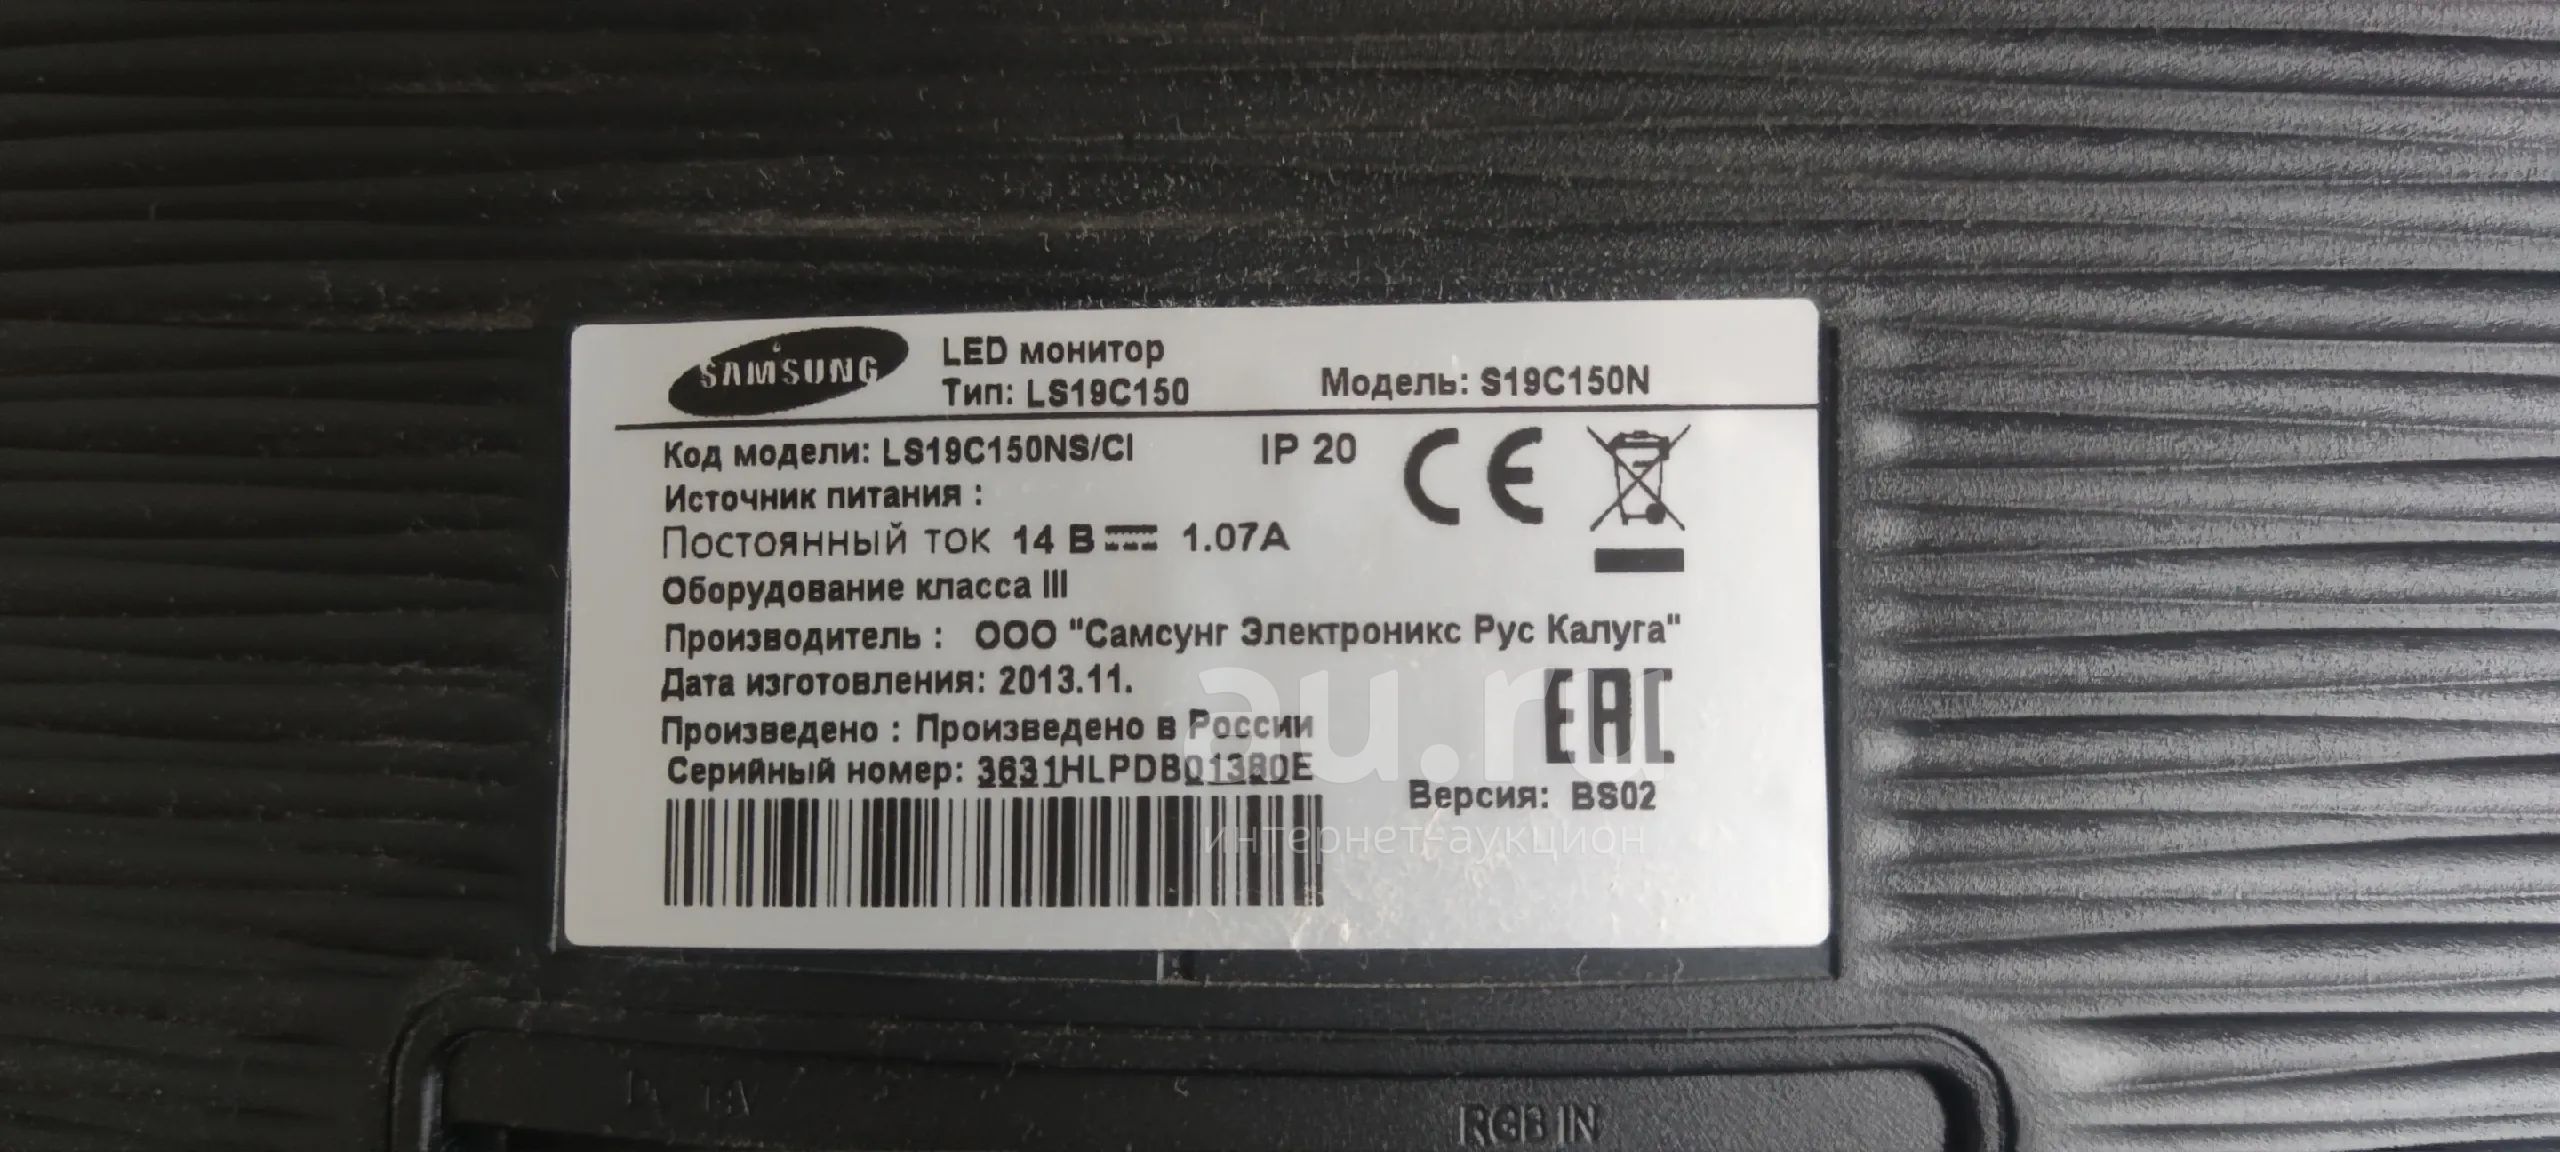 SAMSUNG
LED монитор
Тип: LS19C150
Модель: S19C150N
Код модели: LS19C150NS/CI
IP 20
Источник питания :
Постоянный ток 14 В 1.07A
Оборудование класса III
Производитель : ООО "Самсунг Электроникс Рус Калуга"
Дата изготовления: 2013.11.
Произведено : Произведено в России
Серийный номер: 3631HLPDB01380E
Версия: BS02
au.ru
интернет-аукцион
RGB IN